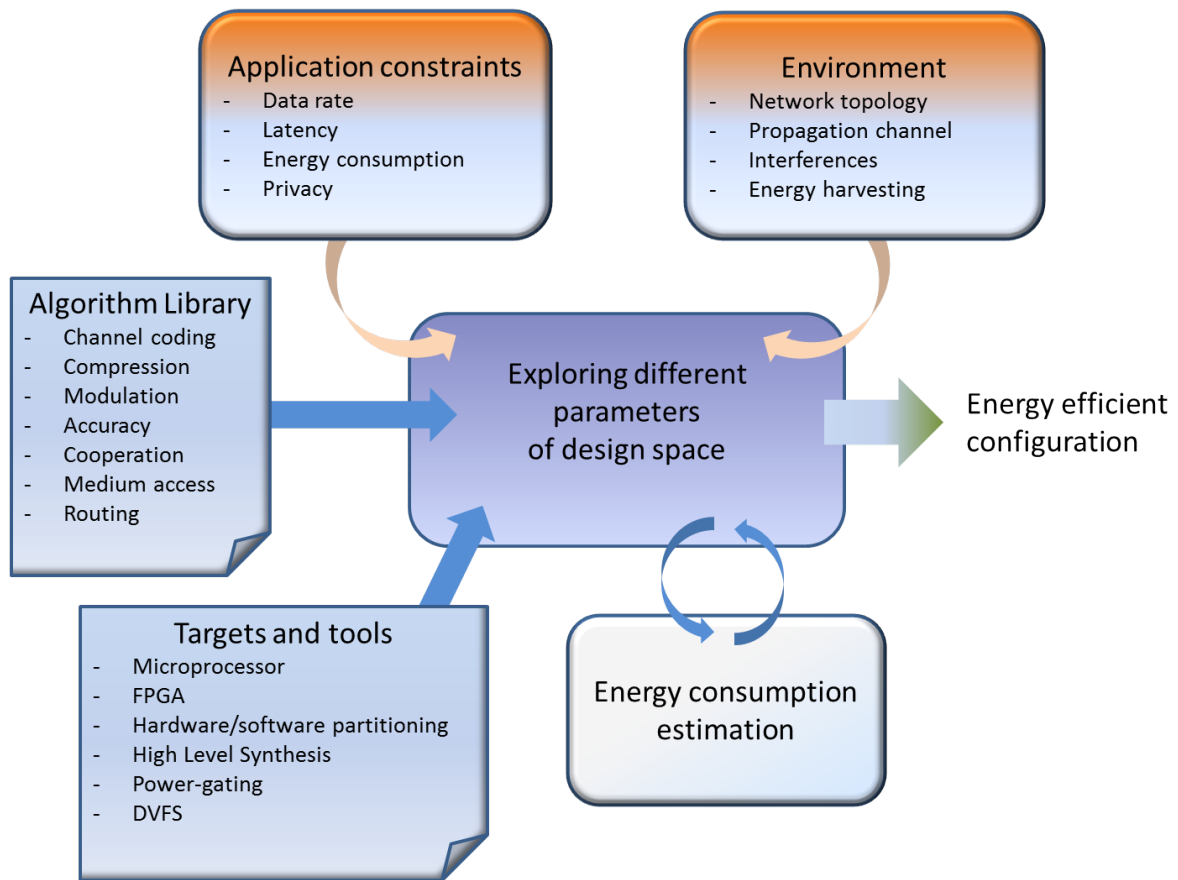 Application constraints
- Data rate
- Latency
- Energy consumption
- Privacy
Environment
- Network topology
- Propagation channel
- Interferences
- Energy harvesting
Algorithm Library
- Channel coding
- Compression
- Modulation
- Accuracy
- Cooperation
- Medium access
- Routing
Exploring different
parameters
of design space
Energy efficient
configuration
Targets and tools
- Microprocessor
- FPGA
- Hardware/software partitioning
- High Level Synthesis
- Power-gating
- DVFS
Energy consumption
estimation